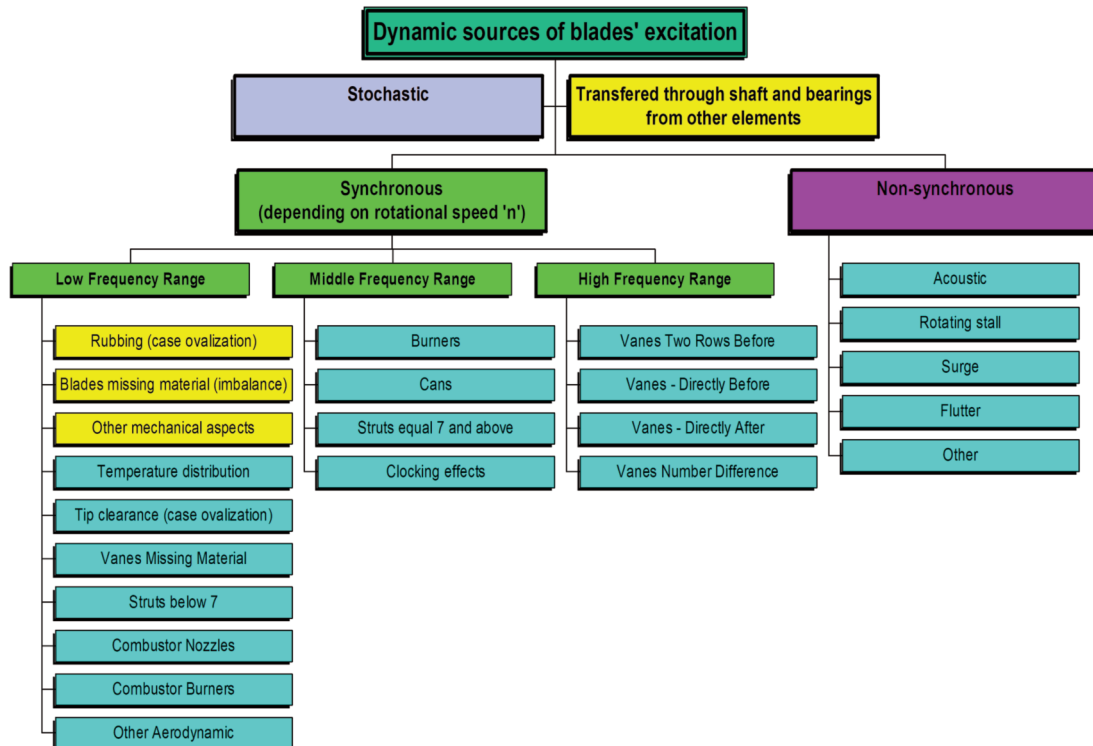 Dynamic sources of blades' excitation
Stochastic
Transfered through shaft and bearings
from other elements
Synchronous
(depending on rotational speed 'n')
Non-synchronous
Low Frequency Range
Middle Frequency Range
High Frequency Range
Rubbing (case ovalization)
Blades missing material (imbalance)
Other mechanical aspects
Temperature distribution
Tip clearance (case ovalization)
Vanes Missing Material
Struts below 7
Combustor Nozzles
Combustor Burners
Other Aerodynamic
Burners
Cans
Struts equal 7 and above
Clocking effects
Vanes Two Rows Before
Vanes - Directly Before
Vanes - Directly After
Vanes Number Difference
Acoustic
Rotating stall
Surge
Flutter
Other